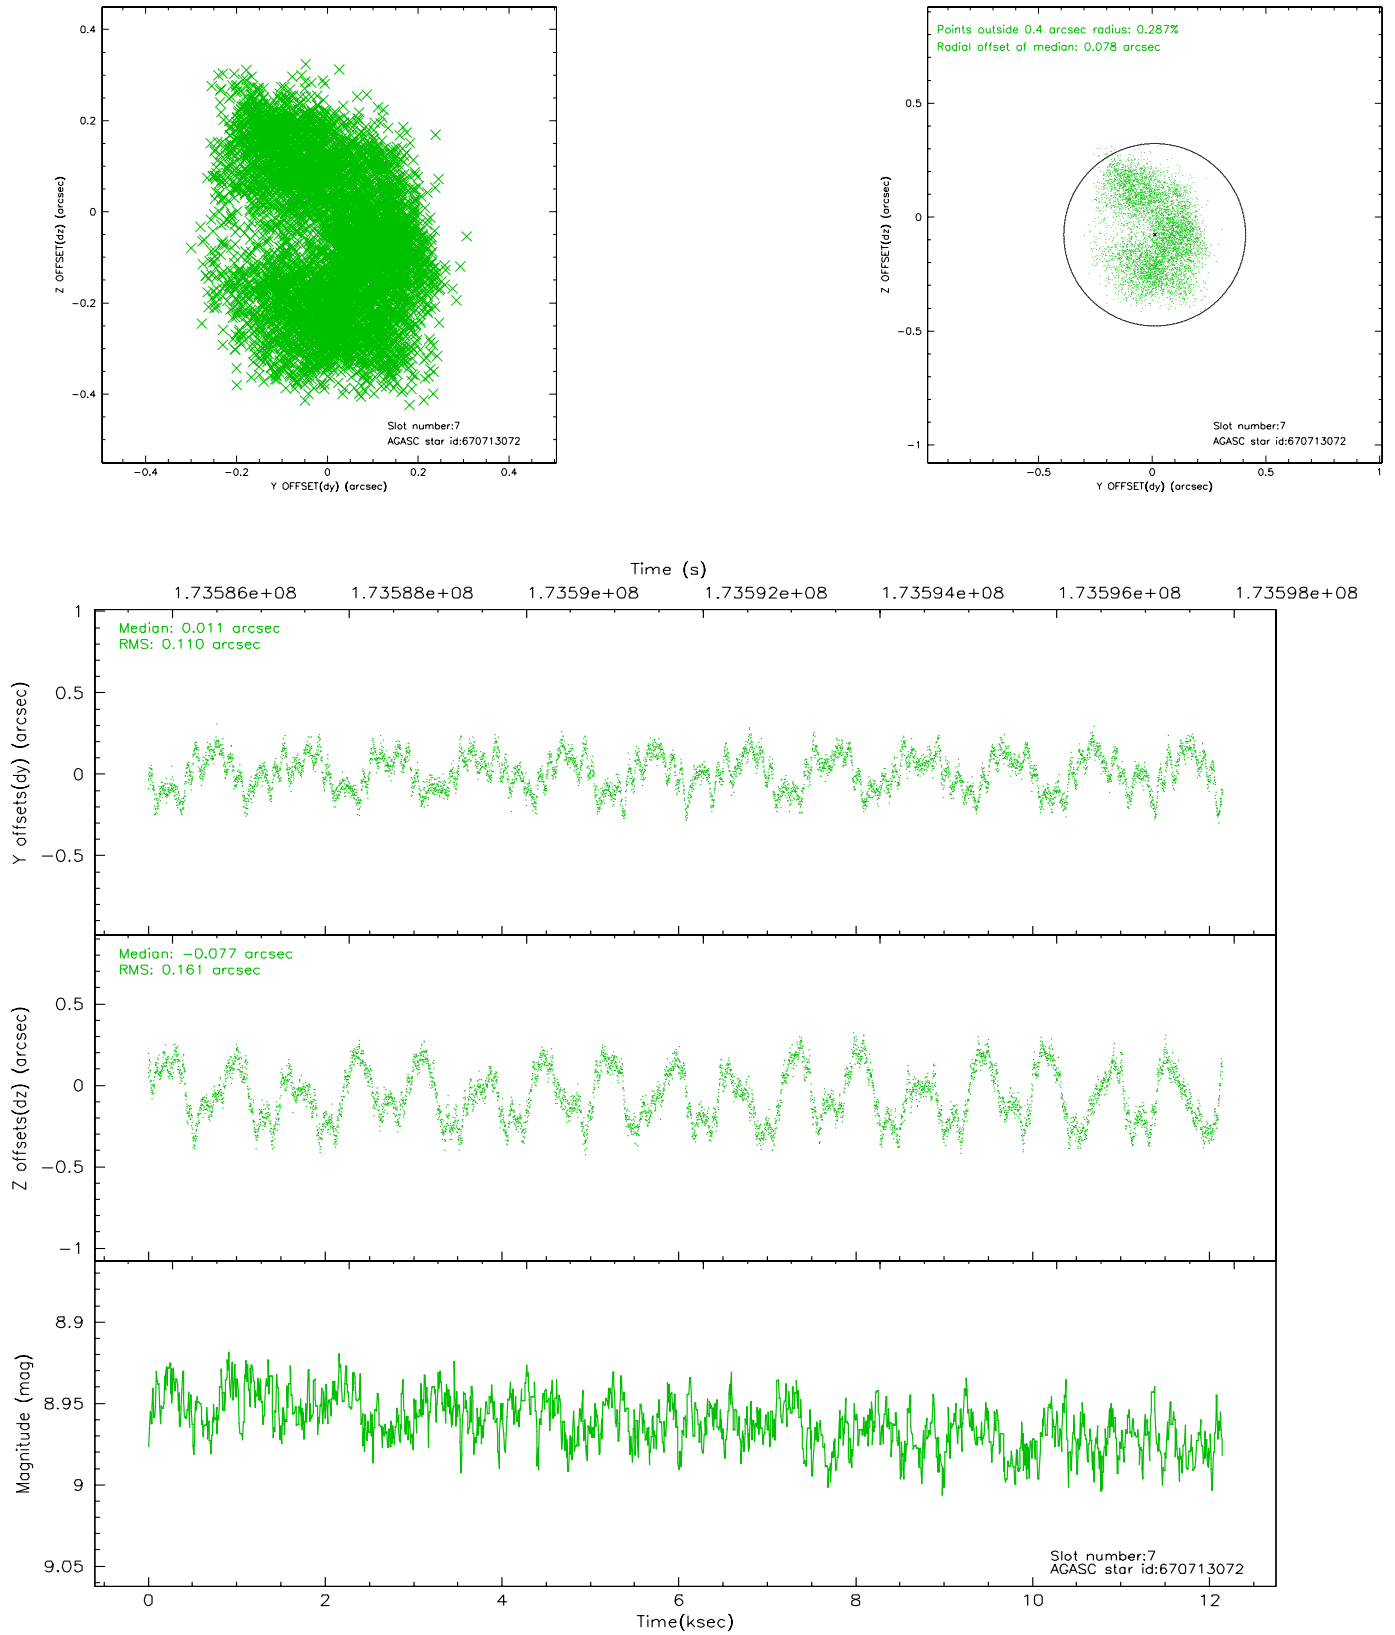 0.4
0.2
0
−0.2
−0.4
Z OFFSET(dz) (arcsec)
Slot number:7
AGASC star id:670713072
−0.4
−0.2
0
0.2
0.4
Y OFFSET(dy) (arcsec)
Points outside 0.4 arcsec radius: 0.287%
Radial offset of median: 0.078 arcsec
0.5
0
−0.5
−1
Z OFFSET(dz) (arcsec)
Slot number:7
AGASC star id:670713072
−0.5
0
0.5
1
Y OFFSET(dy) (arcsec)
Time (s)
1.73586e+08
1.73588e+08
1.7359e+08
1.73592e+08
1.73594e+08
1.73596e+08
1.73598e+08
1
0.5
0
−0.5
Y offsets(dy) (arcsec)
Median: 0.011 arcsec
RMS: 0.110 arcsec
0.5
0
−0.5
−1
Z offsets(dz) (arcsec)
Median: −0.077 arcsec
RMS: 0.161 arcsec
8.9
8.95
9
9.05
Magnitude (mag)
Slot number:7
AGASC star id:670713072
0
2
4
6
8
10
12
Time(ksec)